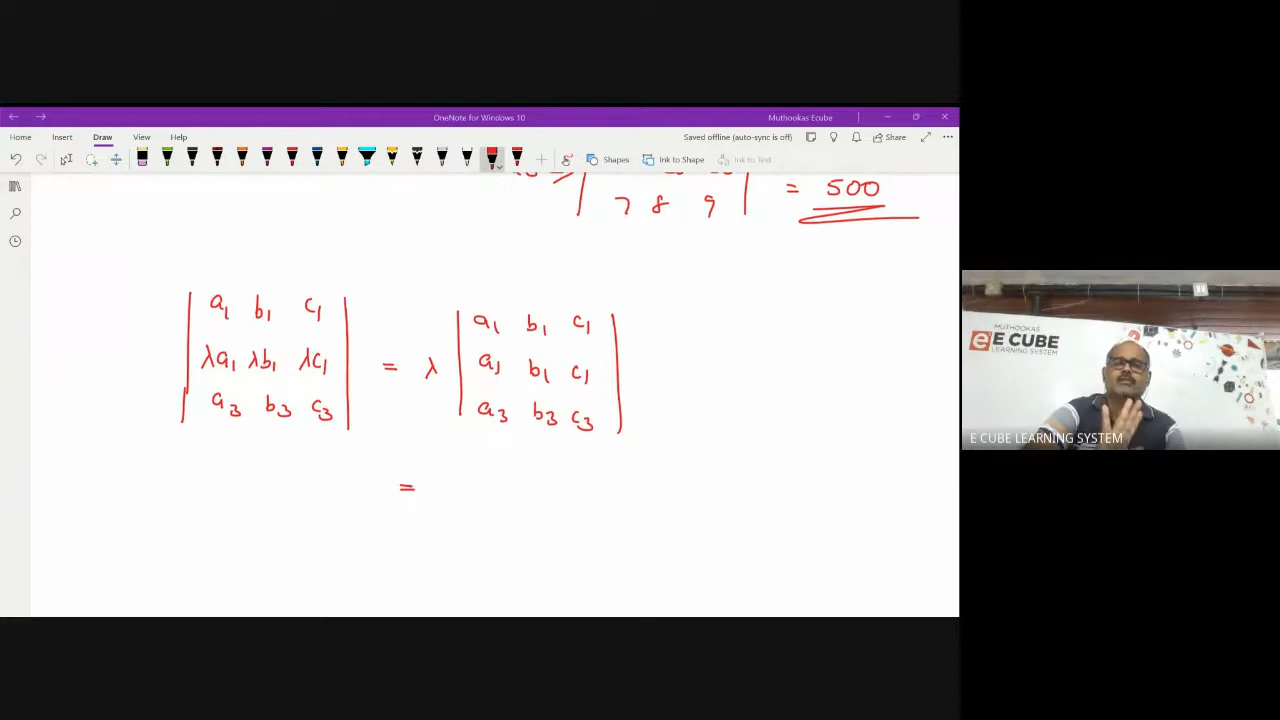 OneNote for Windows 10
Muthookas Ecube
Home Insert Draw View Help
Saved offline (auto-sync is off)
Share
Shapes
Ink to Shape
Ink to Text
= 500
7 8 9
a₁ b₁ c₁
λa₁ λb₁ λc₁
a₃ b₃ c₃
= λ
a₁ b₁ c₁
a₁ b₁ c₁
a₃ b₃ c₃
=
MUTHOOKAS
e E CUBE
LEARNING SYSTEM
E CUBE LEARNING SYSTEM